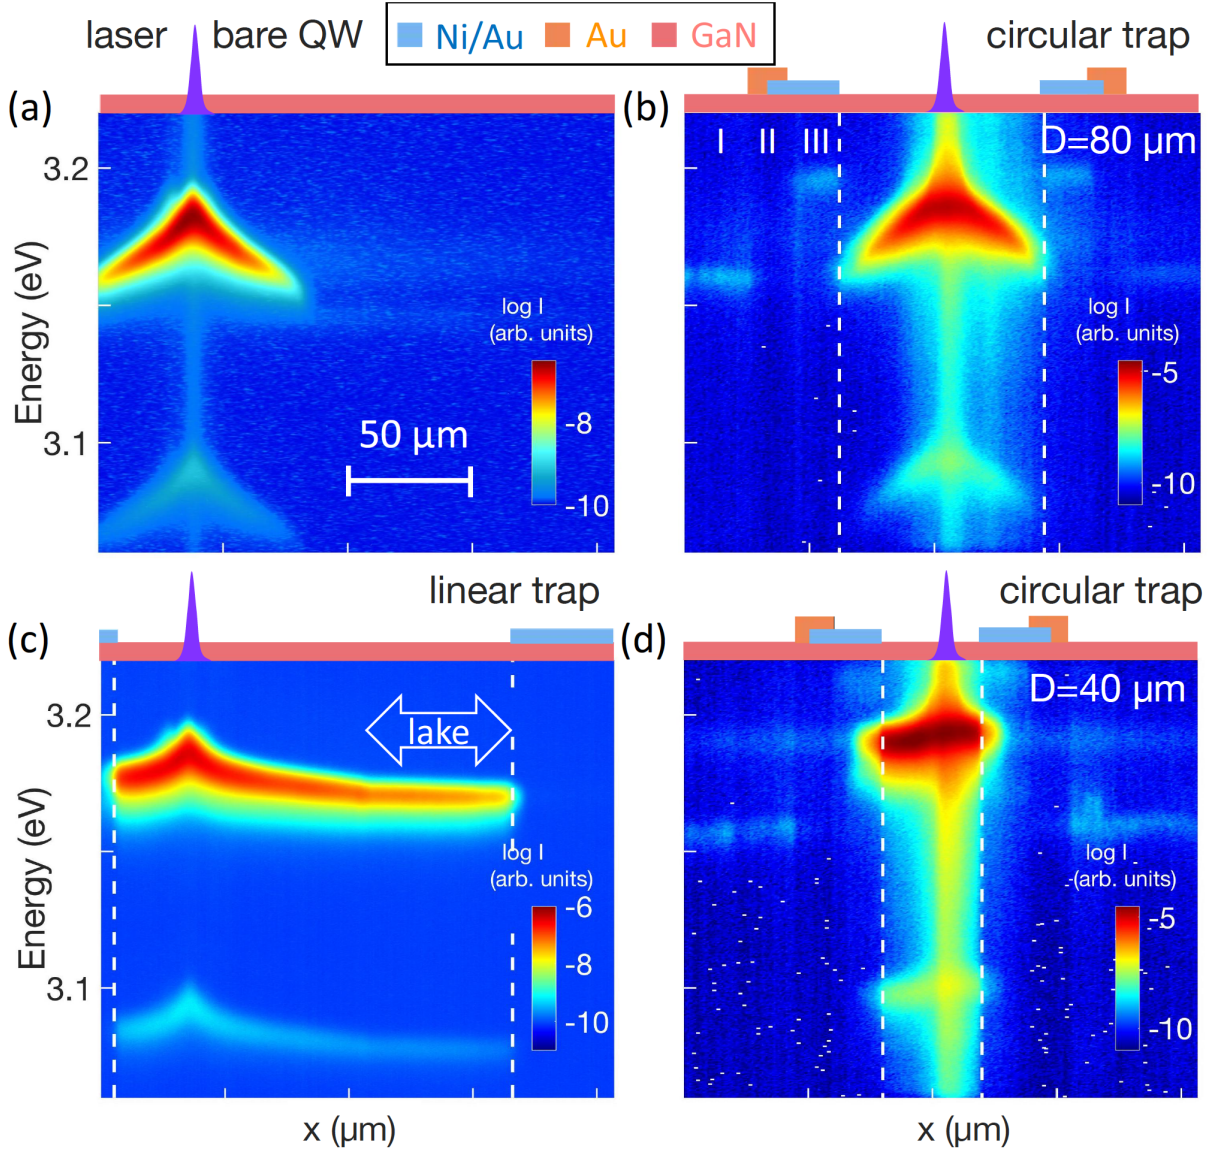 laser bare QW
Ni/Au Au GaN
circular trap
(a)
3.2
3.1
Energy (eV)
log I
(arb. units)
-8
-10
50 μm
(b)
I II III
D=80 μm
log I
(arb. units)
-5
-10
linear trap
(c)
3.2
3.1
Energy (eV)
lake
log I
(arb. units)
-6
-8
-10
x (μm)
circular trap
(d)
D=40 μm
log I
(arb. units)
-5
-10
x (μm)